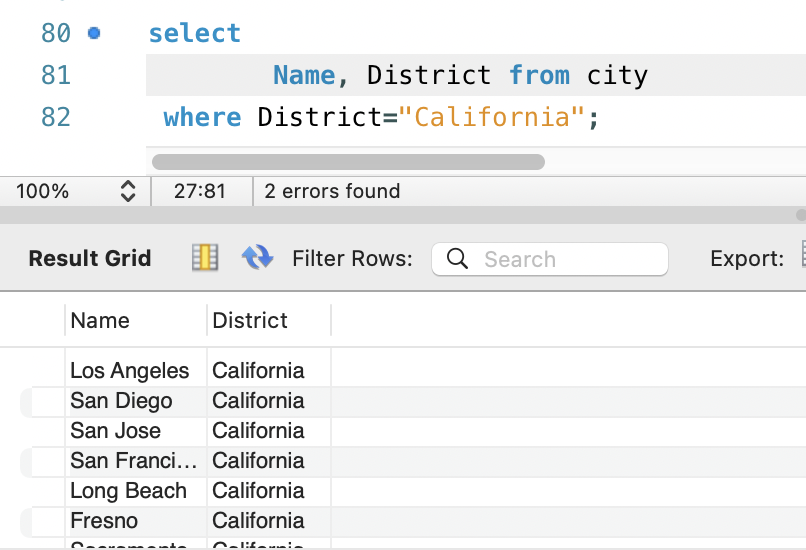 80 select
81 Name, District from city
82 where District="California";
100% 27:81 2 errors found
Result Grid Filter Rows: Search Export:
Name District
Los Angeles California
San Diego California
San Jose California
San Franci... California
Long Beach California
Fresno California
Sacramento California